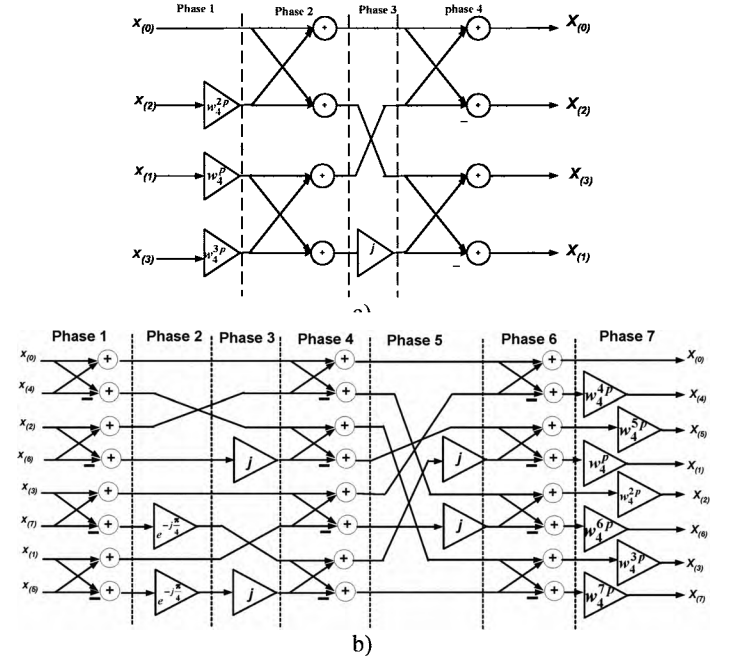 Phase 1 Phase 2 Phase 3 phase 4
X(0) + + X(0)
X(2) w4^2p + + X(2)
X(1) w4^p + + X(3)
X(3) w4^3p + j + X(1)
Phase 1 Phase 2 Phase 3 Phase 4 Phase 5 Phase 6 Phase 7
X(0) + + + X(0)
X(4) + + + w4^4p X(4)
X(2) + + + w4^5p X(5)
X(6) + j + j + w4^p X(1)
X(3) + + + w4^2p X(2)
X(7) + e^-jπ/4 + j + w4^6p X(6)
X(1) + + + w4^3p X(3)
X(5) + e^-jπ/4 j + + w4^7p X(7)
b)